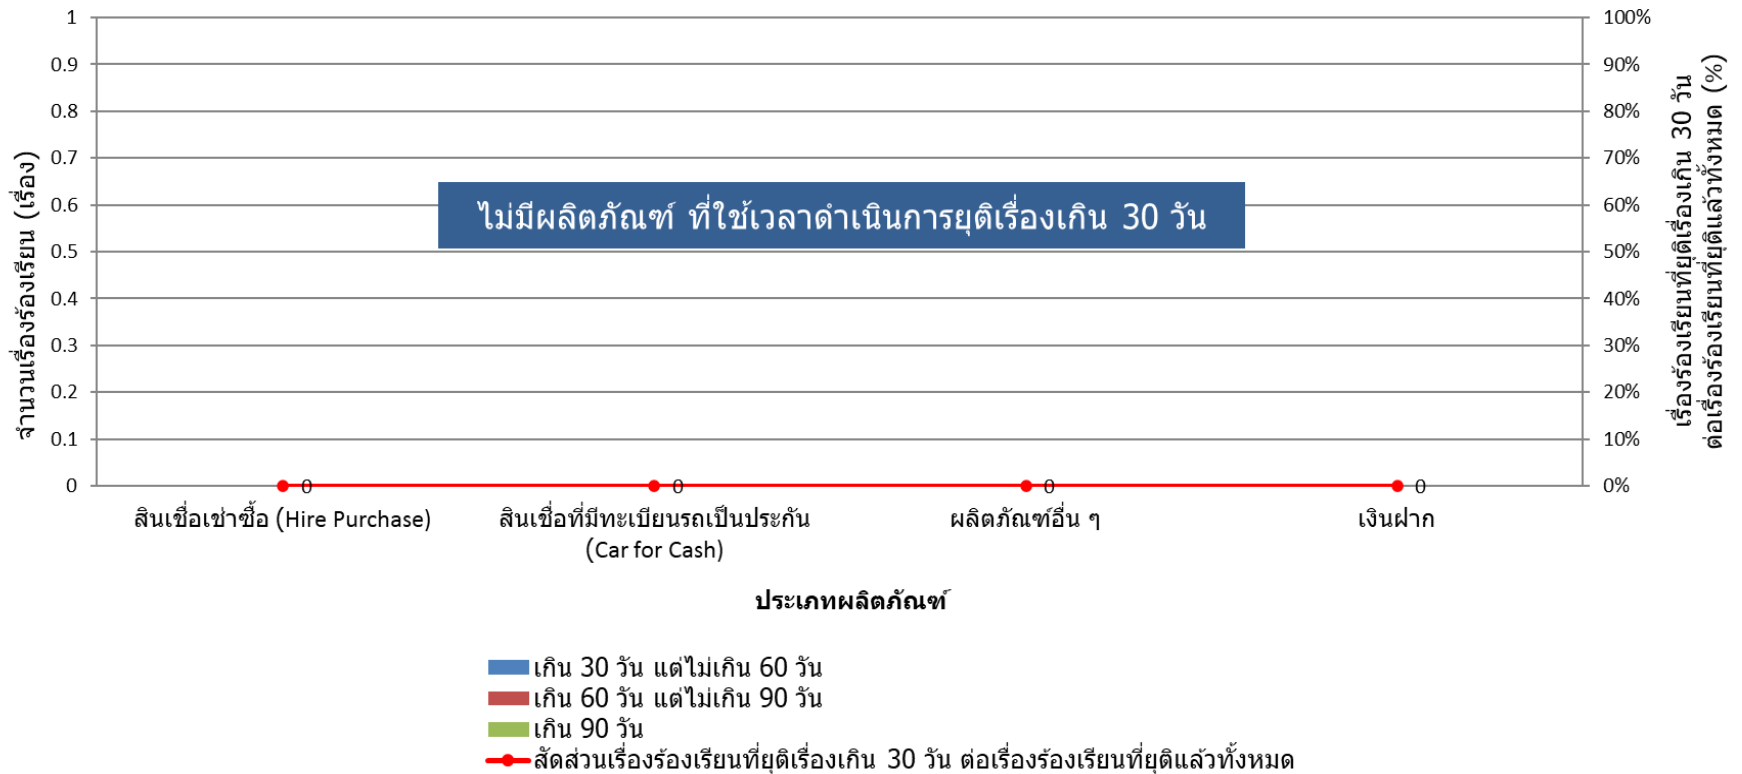 1
0.9
0.8
0.7
0.6
0.5
0.4
0.3
0.2
0.1
0
จำนวนเรื่องร้องเรียน (เรื่อง)
100%
90%
80%
70%
60%
50%
40%
30%
20%
10%
0%
เรื่องร้องเรียนที่ยุติเรื่องเกิน 30 วัน
ต่อเรื่องร้องเรียนที่ยุติแล้วทั้งหมด (%)
ไม่มีผลิตภัณฑ์ ที่ใช้เวลาดำเนินการยุติเรื่องเกิน 30 วัน
0 0 0 0
สินเชื่อเช่าซื้อ (Hire Purchase)
สินเชื่อที่มีทะเบียนรถเป็นประกัน
(Car for Cash)
ผลิตภัณฑ์อื่น ๆ
เงินฝาก
ประเภทผลิตภัณฑ์
เกิน 30 วัน แต่ไม่เกิน 60 วัน
เกิน 60 วัน แต่ไม่เกิน 90 วัน
เกิน 90 วัน
สัดส่วนเรื่องร้องเรียนที่ยุติเรื่องเกิน 30 วัน ต่อเรื่องร้องเรียนที่ยุติแล้วทั้งหมด